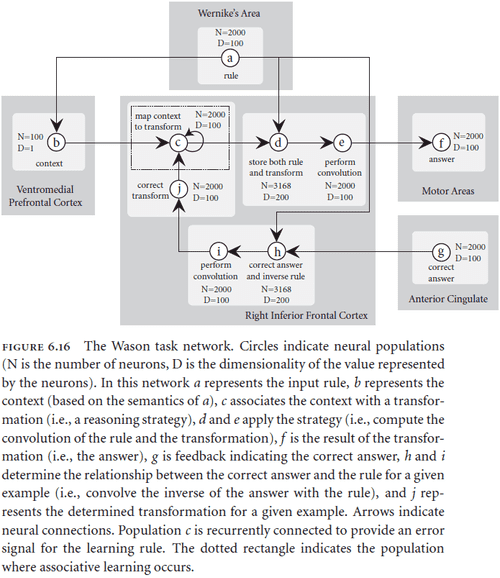 Wernike's Area
N=2000
D=100
a
rule
map context
to transform
N=2000
D=100
c
N=100
D=1
b
context
Ventromedial
Prefrontal Cortex
d
store both rule
and transform
N=3168
D=200
e
perform
convolution
N=2000
D=100
f
N=2000
D=100
answer
Motor Areas
correct
transform
j
N=2000
D=100
i
perform
convolution
N=2000
D=100
h
correct answer
and inverse rule
N=3168
D=200
g
N=2000
D=100
correct
answer
Anterior Cingulate
Right Inferior Frontal Cortex
FIGURE 6.16 The Wason task network. Circles indicate neural populations
(N is the number of neurons, D is the dimensionality of the value represented
by the neurons). In this network a represents the input rule, b represents the
context (based on the semantics of a), c associates the context with a transfor-
mation (i.e., a reasoning strategy), d and e apply the strategy (i.e., compute the
convolution of the rule and the transformation), f is the result of the transfor-
mation (i.e., the answer), g is feedback indicating the correct answer, h and i
determine the relationship between the correct answer and the rule for a given
example (i.e., convolve the inverse of the answer with the rule), and j rep-
resents the determined transformation for a given example. Arrows indicate
neural connections. Population c is recurrently connected to provide an error
signal for the learning rule. The dotted rectangle indicates the population
where associative learning occurs.